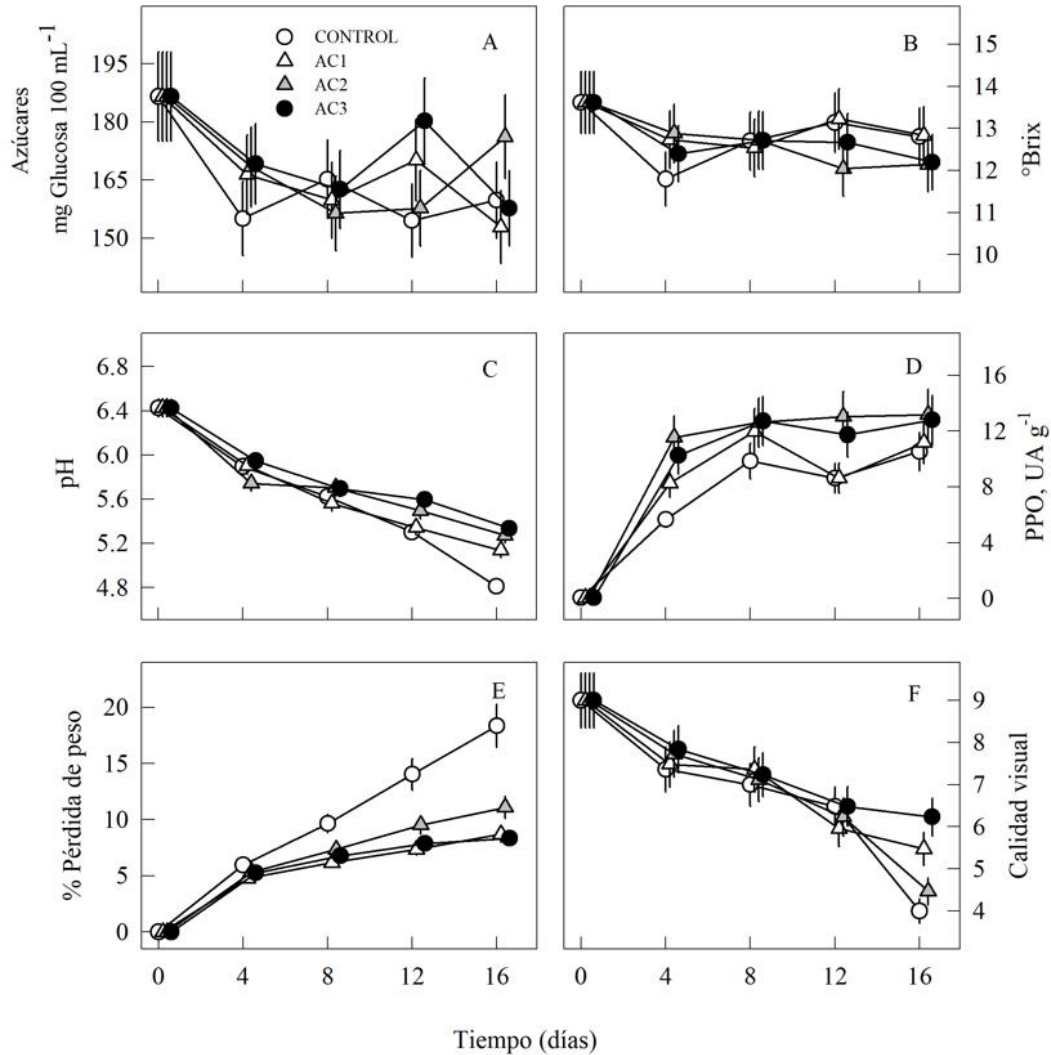 A
CONTROL
AC1
AC2
AC3
Azúcares
mg Glucosa 100 mL-1
195
180
165
150
B
°Brix
15
14
13
12
11
10
C
pH
6.8
6.4
6.0
5.6
5.2
4.8
D
PPO, UA g-1
16
12
8
4
0
E
% Pérdida de peso
20
15
10
5
0
0 4 8 12 16
F
Calidad visual
9
8
7
6
5
4
0 4 8 12 16
Tiempo (días)